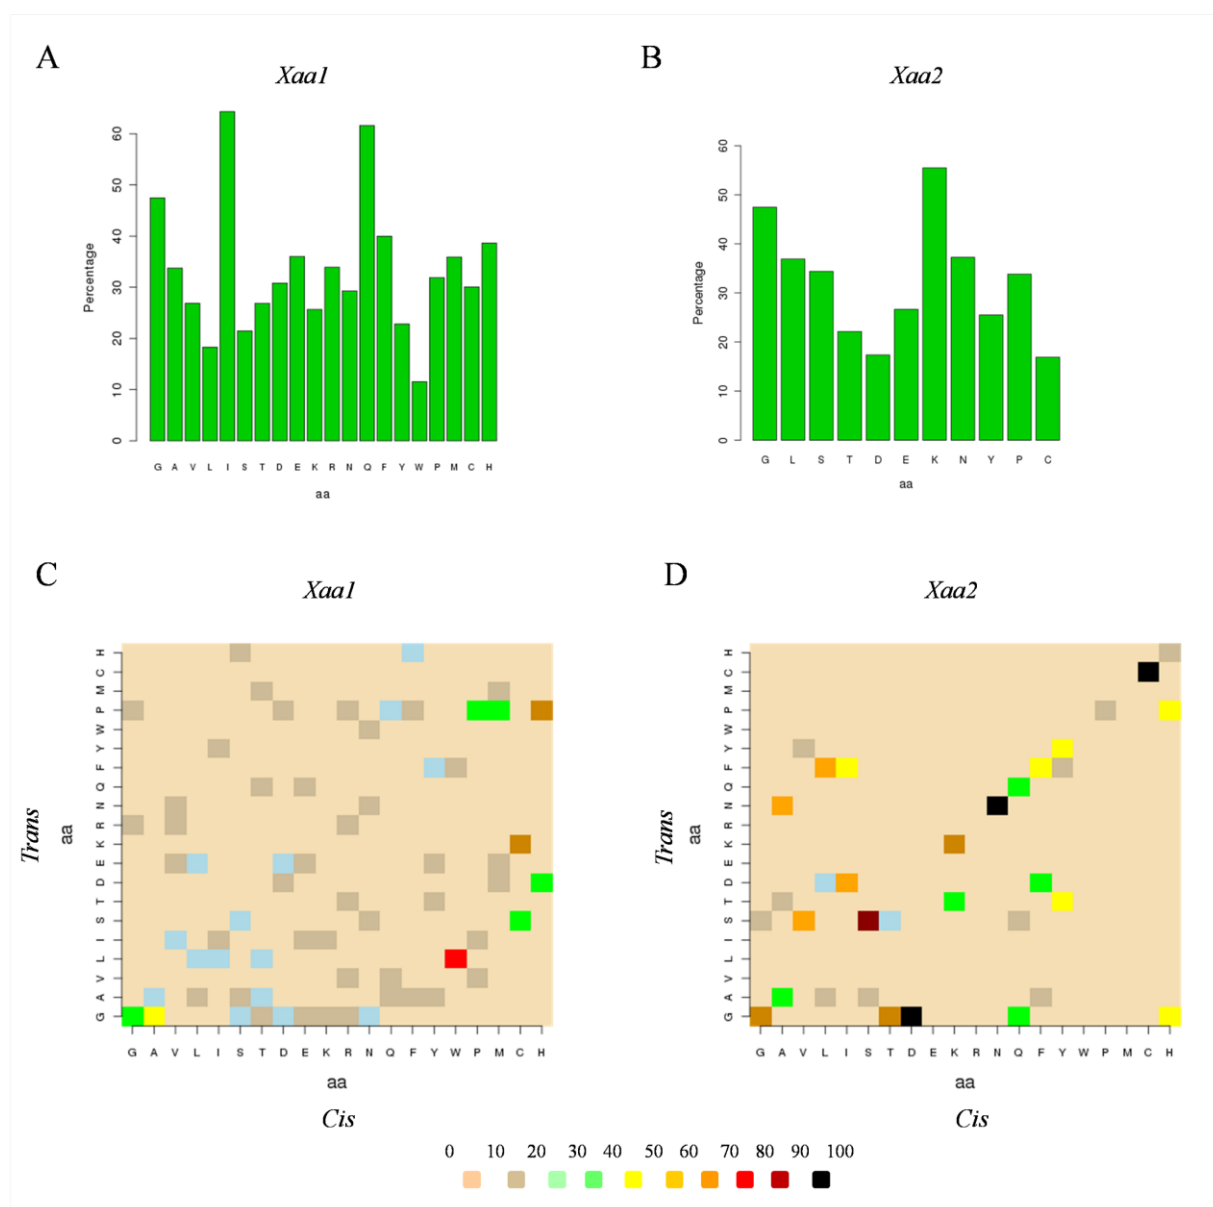 A
Xaa1
Percentage
60
50
40
30
20
10
0
G A V L I S T D E K R N Q F Y W P M C H
aa
B
Xaa2
Percentage
60
50
40
30
20
10
0
G L S T D E K N Y P C
aa
C
Xaa1
Trans
aa
H
C
M
P
W
Y
F
Q
N
R
K
E
D
T
S
I
L
V
A
G
G A V L I S T D E K R N Q F Y W P M C H
aa
Cis
D
Xaa2
Trans
aa
H
C
M
P
W
Y
F
Q
N
R
K
E
D
T
S
I
L
V
A
G
G A V L I S T D E K R N Q F Y W P M C H
aa
Cis
0 10 20 30 40 50 60 70 80 90 100